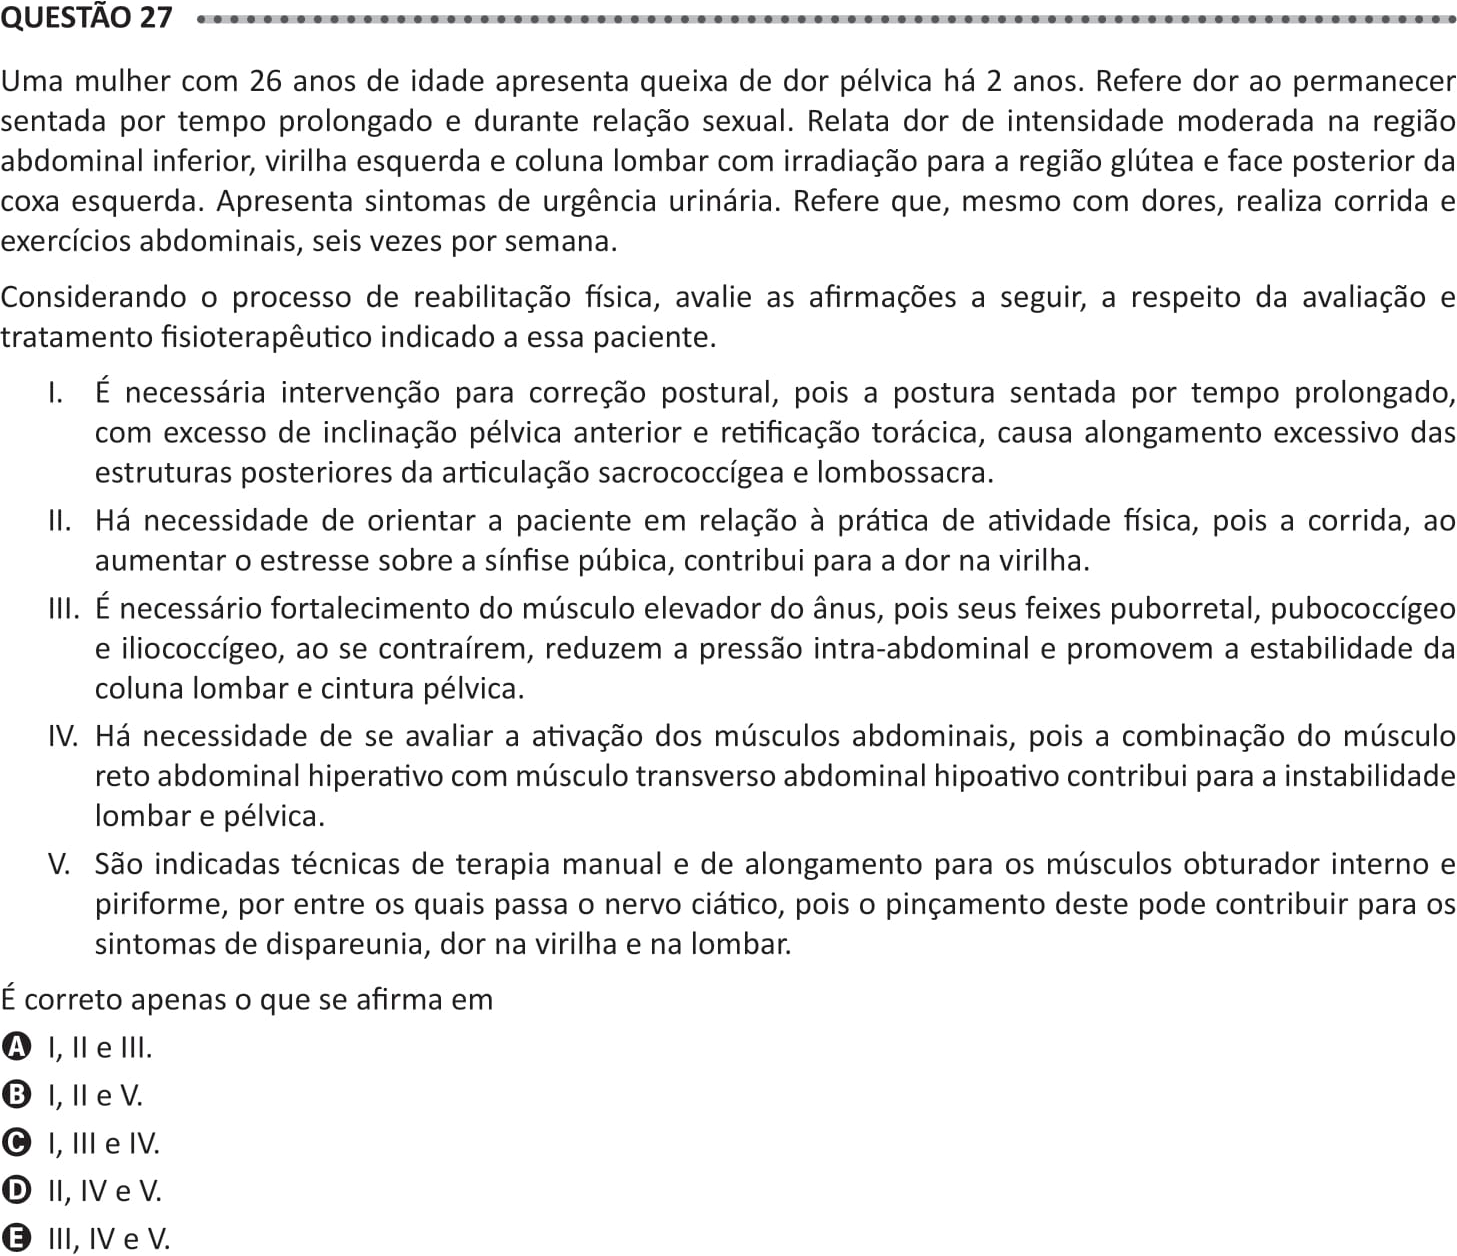 QUESTÃO 27
Uma mulher com 26 anos de idade apresenta queixa de dor pélvica há 2 anos. Refere dor ao permanecer
sentada por tempo prolongado e durante relação sexual. Relata dor de intensidade moderada na região
abdominal inferior, virilha esquerda e coluna lombar com irradiação para a região glútea e face posterior da
coxa esquerda. Apresenta sintomas de urgência urinária. Refere que, mesmo com dores, realiza corrida e
exercícios abdominais, seis vezes por semana.
Considerando o processo de reabilitação física, avalie as afirmações a seguir, a respeito da avaliação e
tratamento fisioterapêutico indicado a essa paciente.
I. É necessária intervenção para correção postural, pois a postura sentada por tempo prolongado,
com excesso de inclinação pélvica anterior e retificação torácica, causa alongamento excessivo das
estruturas posteriores da articulação sacrococcígea e lombossacra.
II. Há necessidade de orientar a paciente em relação à prática de atividade física, pois a corrida, ao
aumentar o estresse sobre a sínfise púbica, contribui para a dor na virilha.
III. É necessário fortalecimento do músculo elevador do ânus, pois seus feixes puborretal, pubococcígeo
e iliococcígeo, ao se contraírem, reduzem a pressão intra-abdominal e promovem a estabilidade da
coluna lombar e cintura pélvica.
IV. Há necessidade de se avaliar a ativação dos músculos abdominais, pois a combinação do músculo
reto abdominal hiperativo com músculo transverso abdominal hipoativo contribui para a instabilidade
lombar e pélvica.
V. São indicadas técnicas de terapia manual e de alongamento para os músculos obturador interno e
piriforme, por entre os quais passa o nervo ciático, pois o pinçamento deste pode contribuir para os
sintomas de dispareunia, dor na virilha e na lombar.
É correto apenas o que se afirma em
A I, II e III.
B I, II e V.
C I, III e IV.
D II, IV e V.
E III, IV e V.